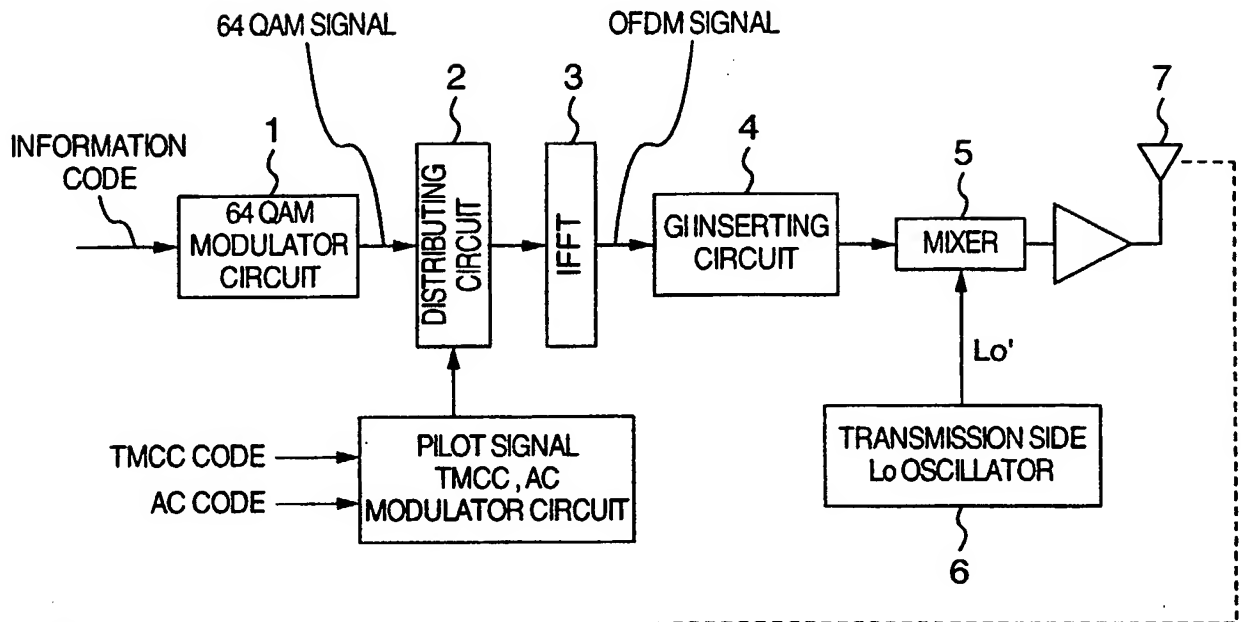 64 QAM SIGNAL
OFDM SIGNAL
INFORMATION
CODE
1
2
3
4
5
7
64 QAM
MODULATOR
CIRCUIT
DISTRIBUTING
CIRCUIT
IFFT
GI INSERTING
CIRCUIT
MIXER
Lo'
TMCC CODE
AC CODE
PILOT SIGNAL
TMCC, AC
MODULATOR CIRCUIT
TRANSMISSION SIDE
Lo OSCILLATOR
6